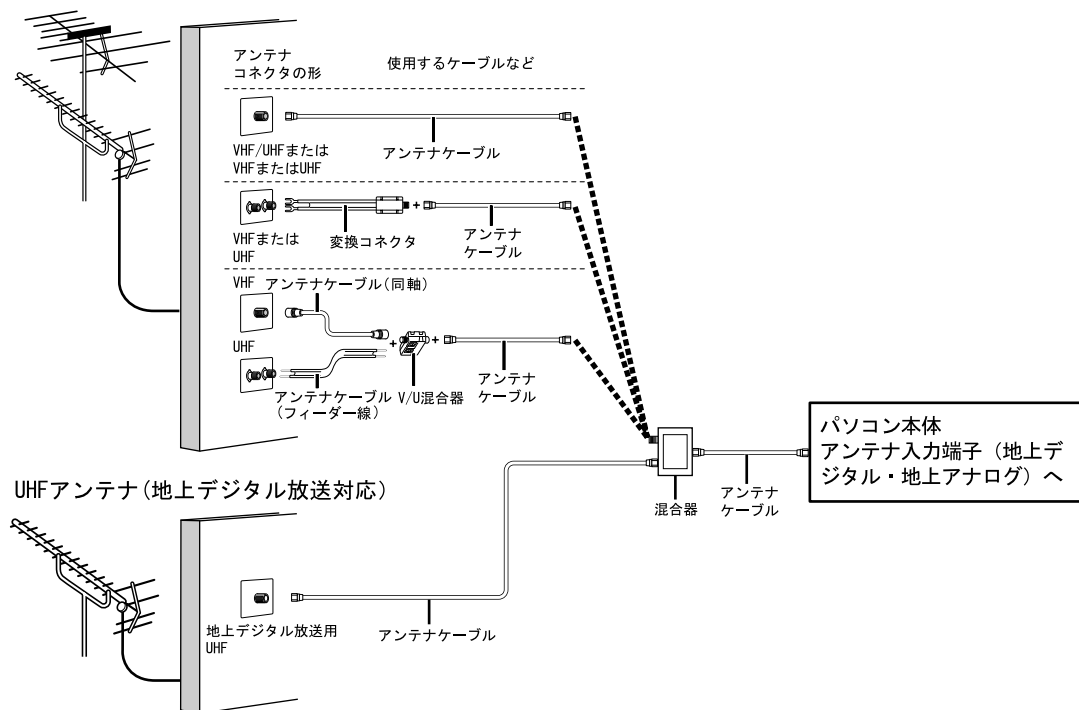 アンテナ
コネクタの形
使用するケーブルなど
アンテナケーブル
VHF/UHFまたは
VHFまたはUHF
変換コネクタ
アンテナ
ケーブル
VHFまたは
UHF
VHF
アンテナケーブル(同軸)
UHF
アンテナケーブル
(フィーダー線)
V/U混合器
アンテナ
ケーブル
パソコン本体
アンテナ入力端子（地上デ
ジタル・地上アナログ）へ
混合器
アンテナ
ケーブル
UHFアンテナ(地上デジタル放送対応)
地上デジタル放送用
UHF
アンテナケーブル